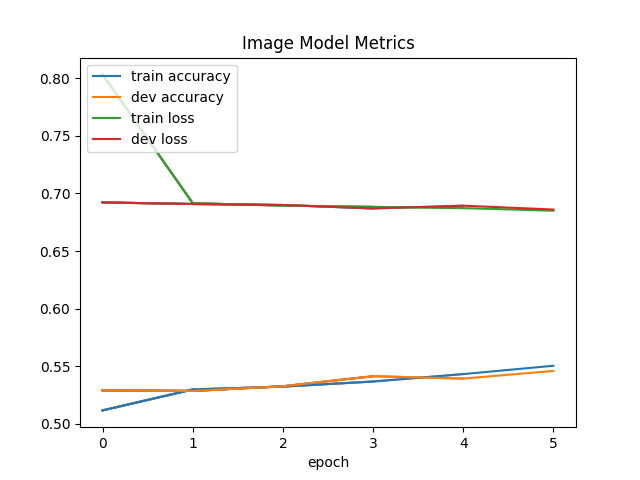 Image Model Metrics
train accuracy
dev accuracy
train loss
dev loss
0.80
0.75
0.70
0.65
0.60
0.55
0.50
0 1 2 3 4 5
epoch